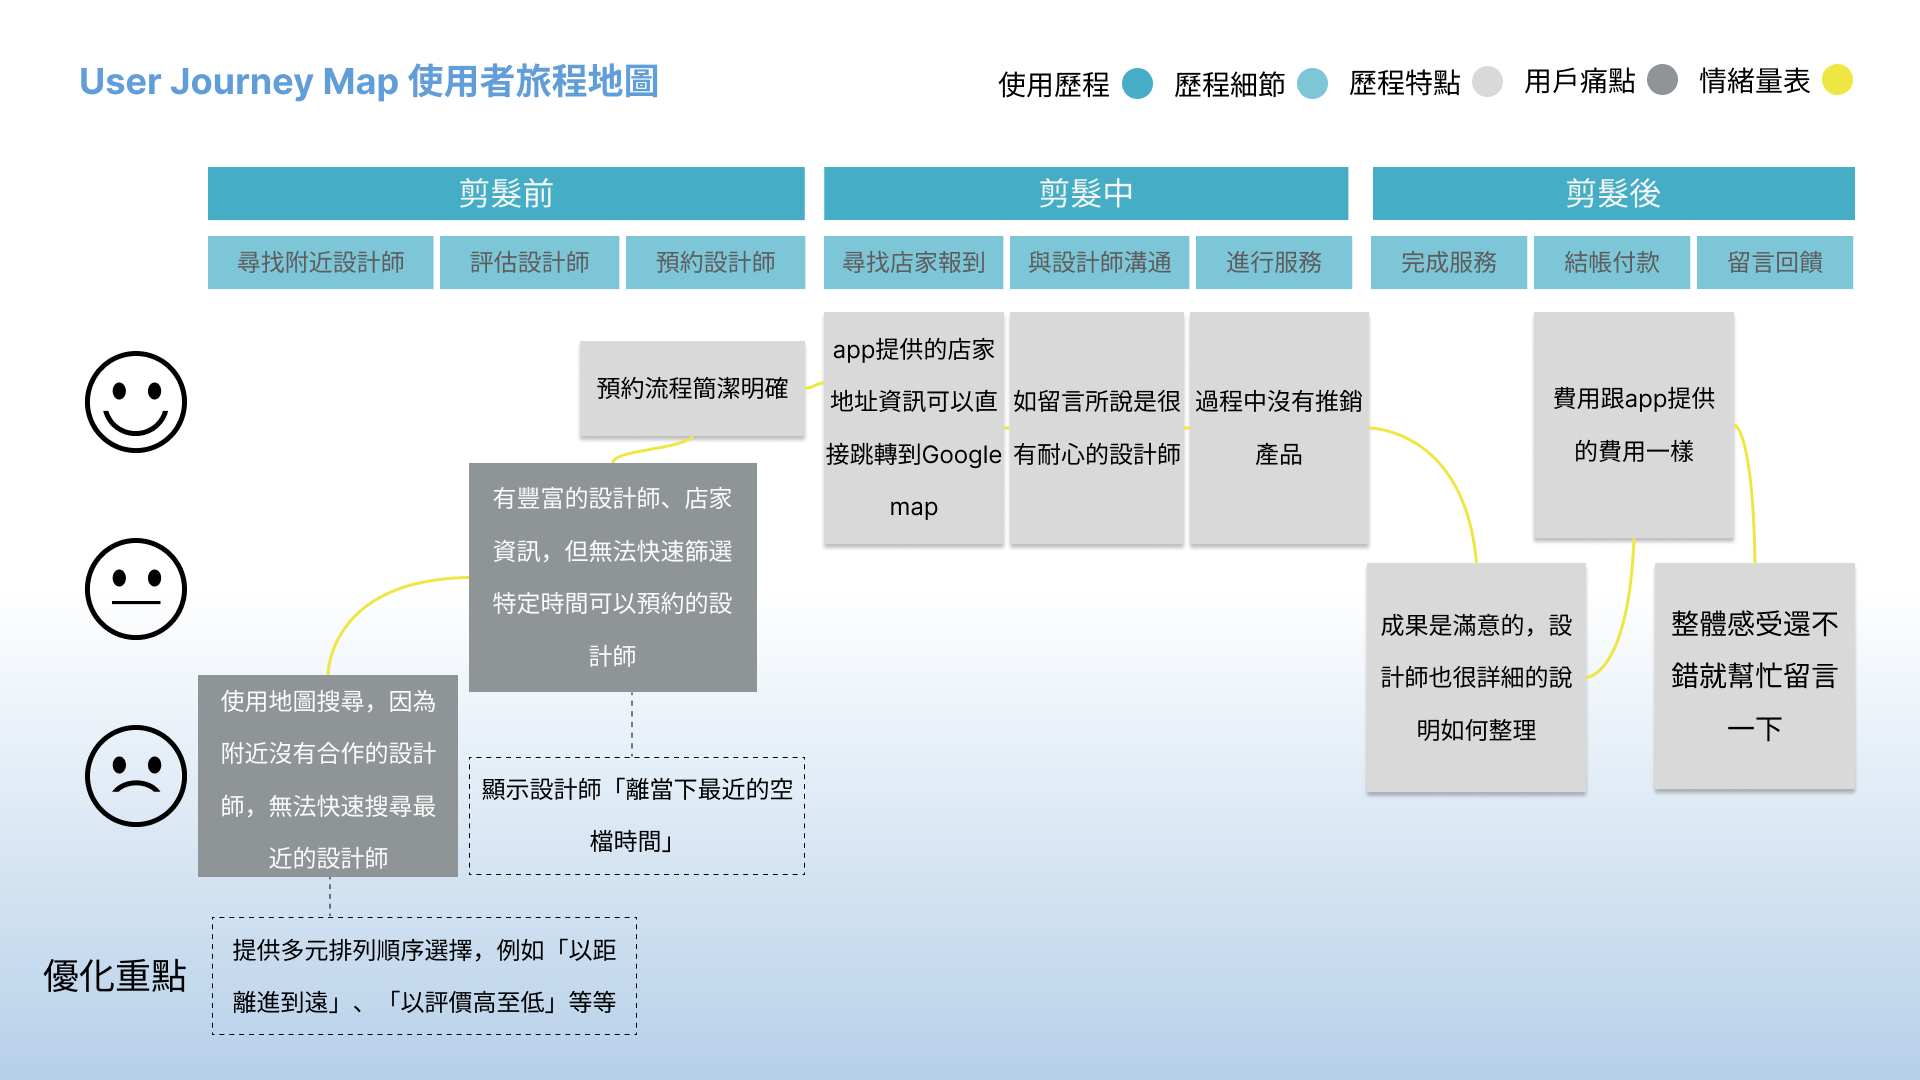 User Journey Map 使用者旅程地圖
使用歷程
歷程細節
歷程特點
用戶痛點
情緒量表
剪髮前
剪髮中
剪髮後
尋找附近設計師
評估設計師
預約設計師
尋找店家報到
與設計師溝通
進行服務
完成服務
結帳付款
留言回饋
使用地圖搜尋，因為
附近沒有合作的設計
師，無法快速搜尋最
近的設計師
有豐富的設計師、店家
資訊，但無法快速篩選
特定時間可以預約的設
計師
預約流程簡潔明確
app提供的店家
地址資訊可以直
接跳轉到Google
map
如留言所說是很
有耐心的設計師
過程中沒有推銷
產品
成果是滿意的，設
計師也很詳細的說
明如何整理
費用跟app提供
的費用一樣
整體感受還不
錯就幫忙留言
一下
顯示設計師「離當下最近的空
檔時間」
優化重點
提供多元排列順序選擇，例如「以距
離進到遠」、「以評價高至低」等等